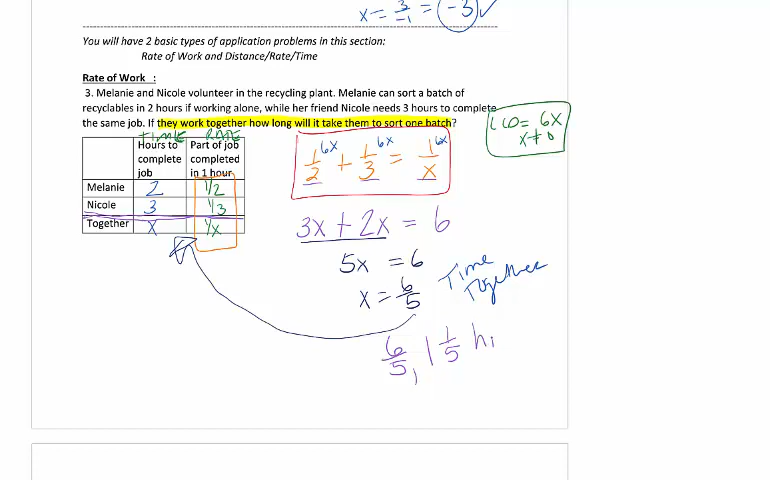 x = 3/-1 = -3 ✓
You will have 2 basic types of application problems in this section:
Rate of Work and Distance/Rate/Time
Rate of Work :
3. Melanie and Nicole volunteer in the recycling plant. Melanie can sort a batch of
recyclables in 2 hours if working alone, while her friend Nicole needs 3 hours to complete
the same job. If they work together how long will it take them to sort one batch?
LCD = 6x
x ≠ 0
TIME RATE
Hours to complete job Part of job completed in 1 hour
Melanie 2 1/2
Nicole 3 1/3
Together x 1/x
6x 6x 6x
1/2 + 1/3 = 1/x
3x + 2x = 6
5x = 6
x = 6/5
Time
Together
6/5, 1 1/5 h